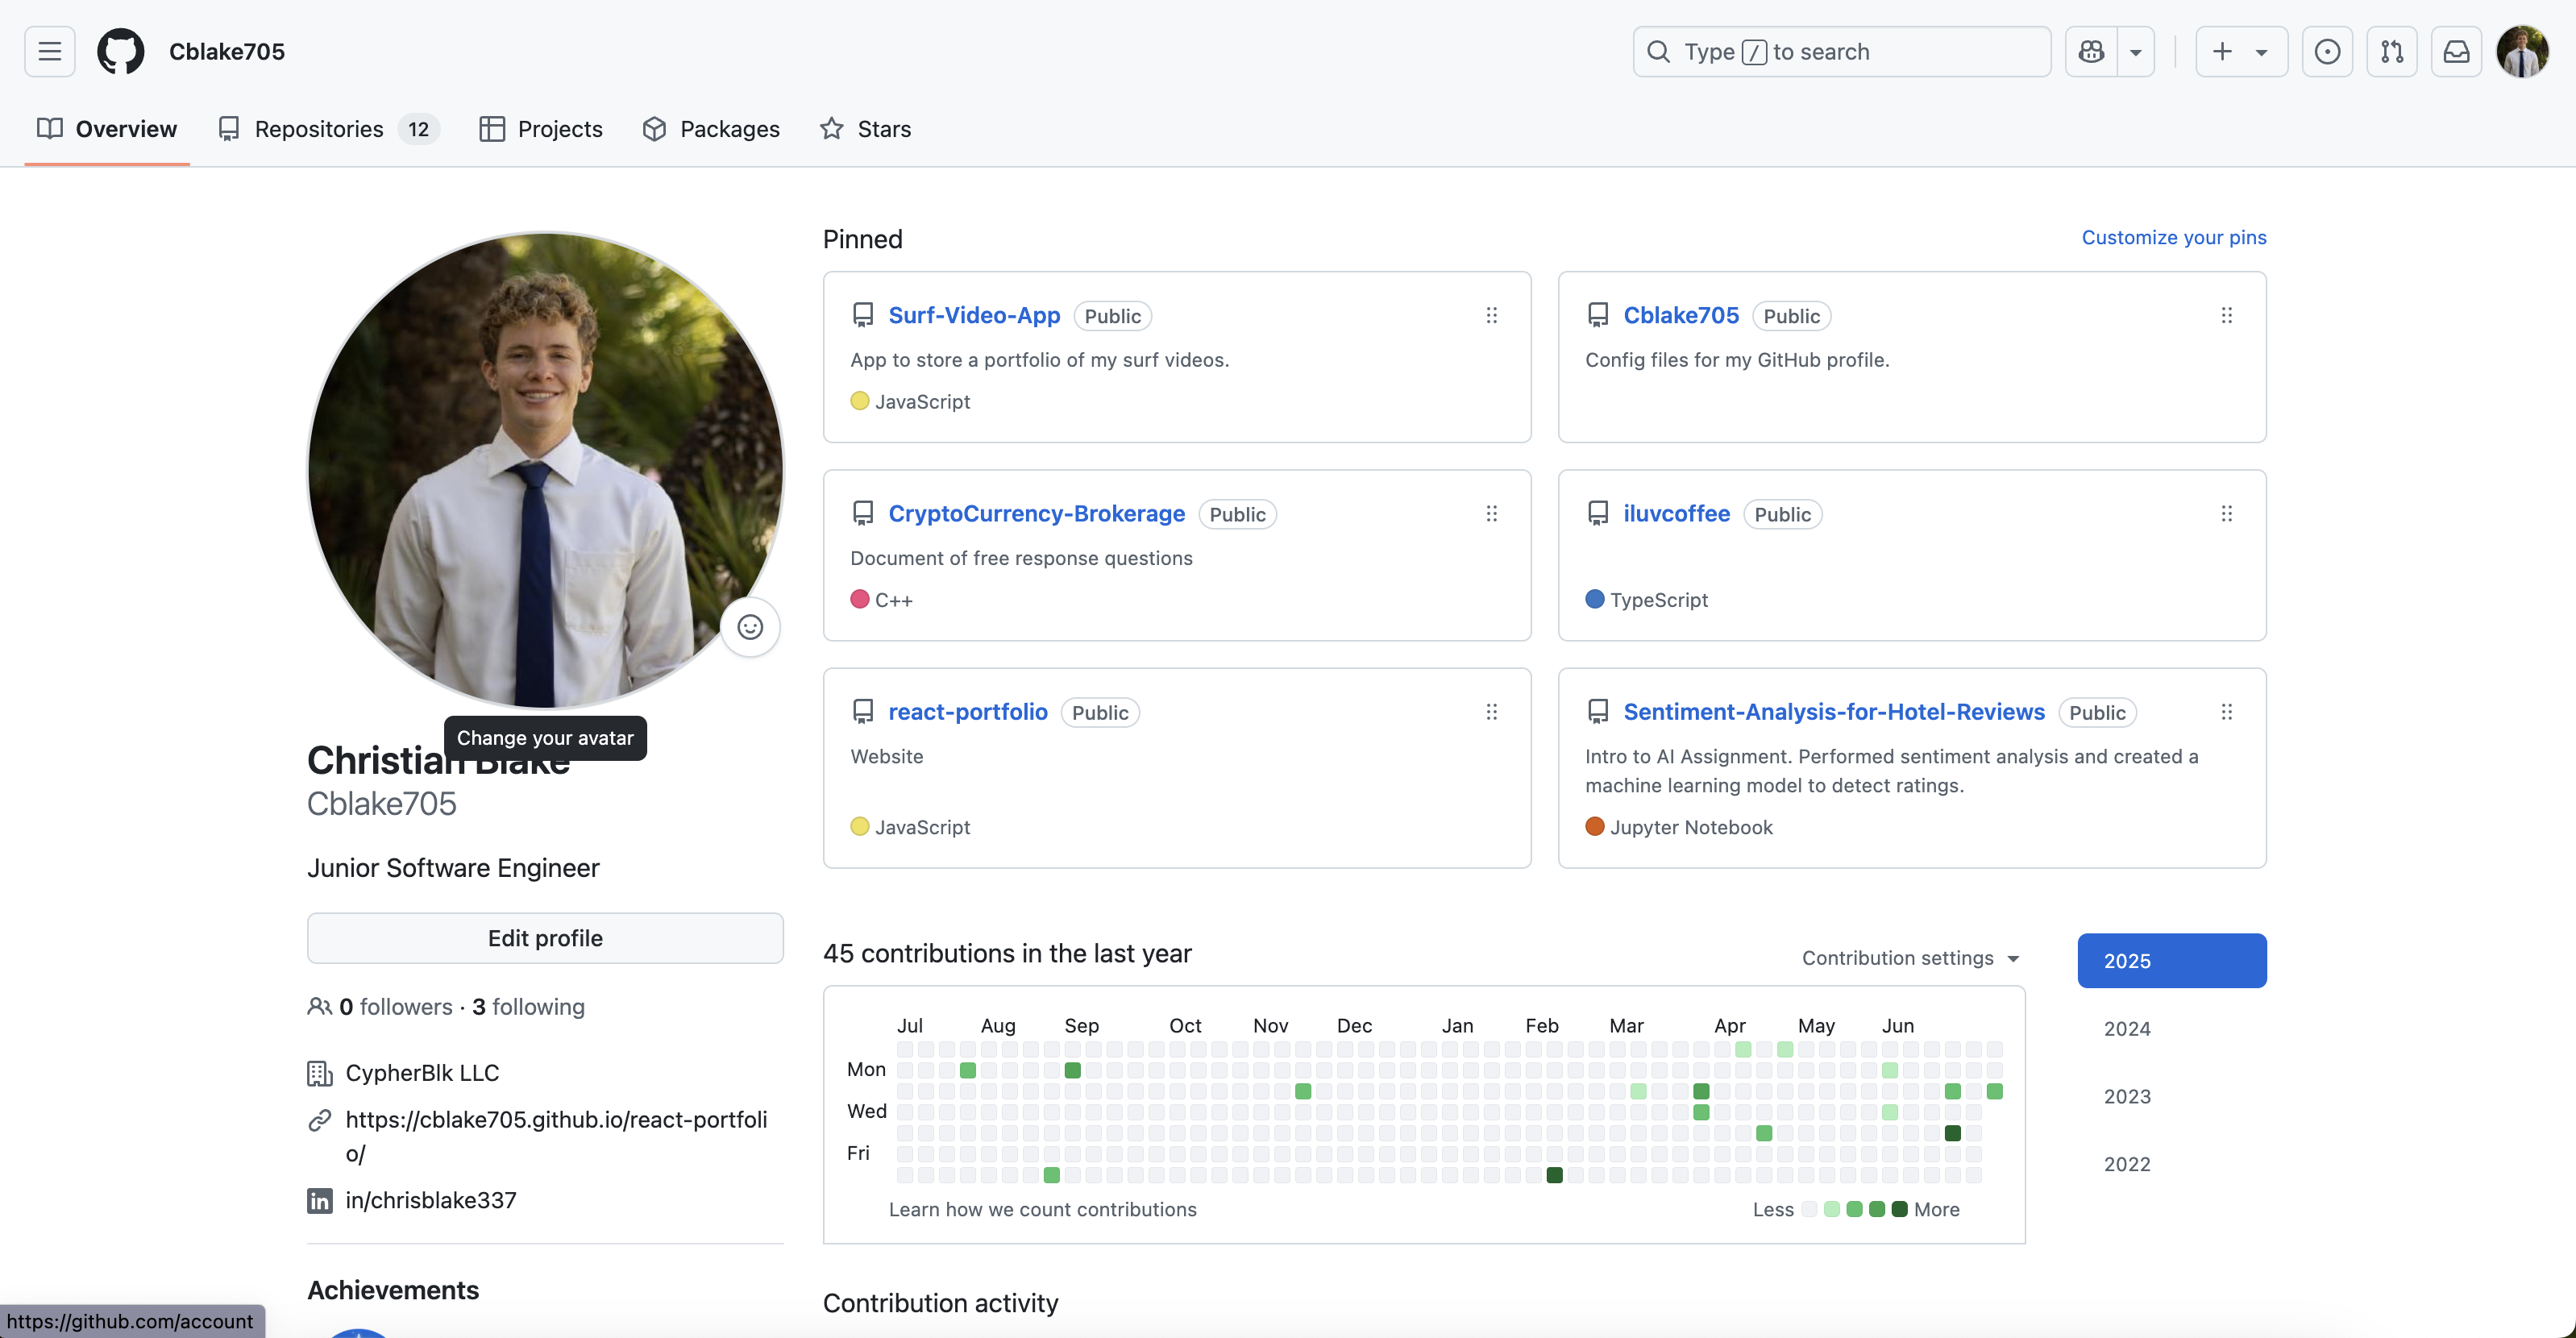 Cblake705
Type / to search
Overview
Repositories 12
Projects
Packages
Stars
Change your avatar
Christian Blake
Cblake705
Junior Software Engineer
Edit profile
0 followers · 3 following
CypherBlk LLC
https://cblake705.github.io/react-portfoli
o/
in/chrisblake337
Achievements
Pinned
Customize your pins
Surf-Video-App Public
App to store a portfolio of my surf videos.
JavaScript
Cblake705 Public
Config files for my GitHub profile.
CryptoCurrency-Brokerage Public
Document of free response questions
C++
iluvcoffee Public
TypeScript
react-portfolio Public
Website
JavaScript
Sentiment-Analysis-for-Hotel-Reviews Public
Intro to AI Assignment. Performed sentiment analysis and created a
machine learning model to detect ratings.
Jupyter Notebook
45 contributions in the last year
Contribution settings
Jul Aug Sep Oct Nov Dec Jan Feb Mar Apr May Jun
Mon
Wed
Fri
Learn how we count contributions
Less More
2025
2024
2023
2022
Contribution activity
https://github.com/account